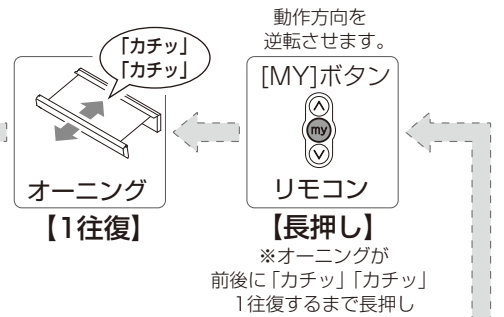 「カチッ」
「カチッ」
オーニング
【1往復】
動作方向を
逆転させます。
[MY]ボタン
my
リモコン
【長押し】
※オーニングが
前後に「カチッ」「カチッ」
1往復するまで長押し